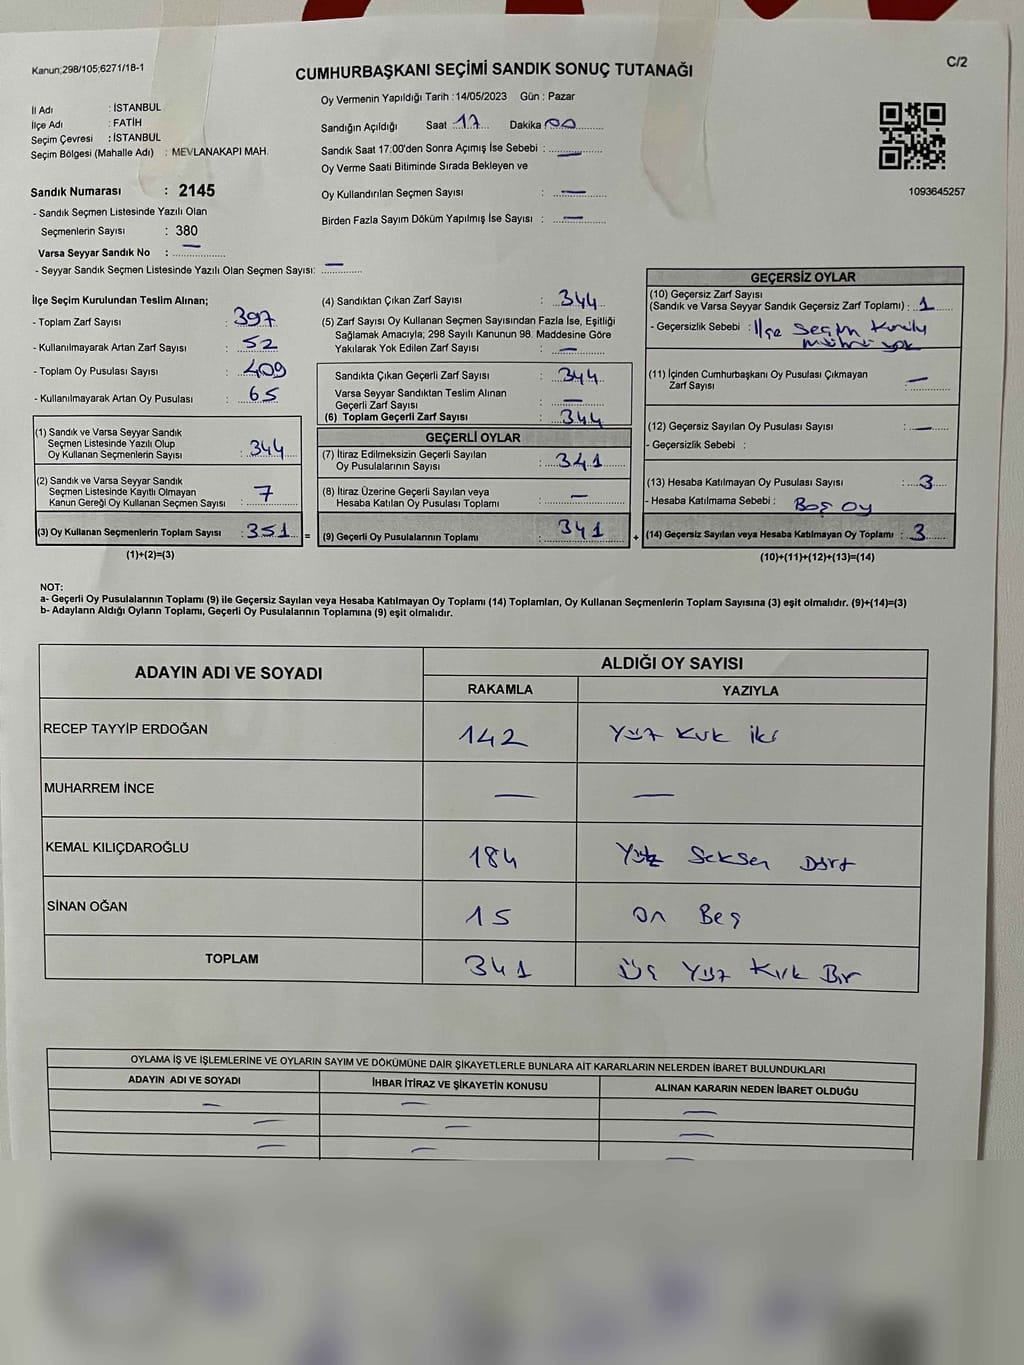 Kanun;298/105;6271/18-1
C/2
CUMHURBAŞKANI SEÇİMİ SANDIK SONUÇ TUTANAĞI
İl Adı : İSTANBUL
İlçe Adı : FATİH
Seçim Çevresi : İSTANBUL
Seçim Bölgesi (Mahalle Adı) : MEVLANAKAPI MAH.
Sandık Numarası : 2145
- Sandık Seçmen Listesinde Yazılı Olan
Seçmenlerin Sayısı : 380
Varsa Seyyar Sandık No : —
- Seyyar Sandık Seçmen Listesinde Yazılı Olan Seçmen Sayısı: —
Oy Vermenin Yapıldığı Tarih :14/05/2023 Gün : Pazar
Sandığın Açıldığı Saat 17 Dakika 00
Sandık Saat 17:00'den Sonra Açımış İse Sebebi : —
Oy Verme Saati Bitiminde Sırada Bekleyen ve
Oy Kullandırılan Seçmen Sayısı : —
Birden Fazla Sayım Döküm Yapılmış İse Sayısı : —
1093645257
İlçe Seçim Kurulundan Teslim Alınan;
- Toplam Zarf Sayısı : 397
- Kullanılmayarak Artan Zarf Sayısı : 52
- Toplam Oy Pusulası Sayısı : 409
- Kullanılmayarak Artan Oy Pusulası : 65
(1) Sandık ve Varsa Seyyar Sandık
Seçmen Listesinde Yazılı Olup
Oy Kullanan Seçmenlerin Sayısı : 344
(2) Sandık ve Varsa Seyyar Sandık
Seçmen Listesinde Kayıtlı Olmayan
Kanun Gereği Oy Kullanan Seçmen Sayısı : 7
(3) Oy Kullanan Seçmenlerin Toplam Sayısı : 351 =
(1)+(2)=(3)
(4) Sandıktan Çıkan Zarf Sayısı : 344
(5) Zarf Sayısı Oy Kullanan Seçmen Sayısından Fazla İse, Eşitliği
Sağlamak Amacıyla; 298 Sayılı Kanunun 98. Maddesine Göre
Yakılarak Yok Edilen Zarf Sayısı : —
Sandıkta Çıkan Geçerli Zarf Sayısı : 344
Varsa Seyyar Sandıktan Teslim Alınan
Geçerli Zarf Sayısı : —
(6) Toplam Geçerli Zarf Sayısı : 344
GEÇERLİ OYLAR
(7) İtiraz Edilmeksizin Geçerli Sayılan
Oy Pusulalarının Sayısı : 341
(8) İtiraz Üzerine Geçerli Sayılan veya
Hesaba Katılan Oy Pusulası Toplamı : —
(9) Geçerli Oy Pusulalarının Toplamı : 341 +
GEÇERSİZ OYLAR
(10) Geçersiz Zarf Sayısı
(Sandık ve Varsa Seyyar Sandık Geçersiz Zarf Toplamı) : 1
- Geçersizlik Sebebi : İlçe Seçim Kurulu
mührü yok
(11) İçinden Cumhurbaşkanı Oy Pusulası Çıkmayan
Zarf Sayısı : —
(12) Geçersiz Sayılan Oy Pusulası Sayısı : —
- Geçersizlik Sebebi :
(13) Hesaba Katılmayan Oy Pusulası Sayısı : 3
- Hesaba Katılmama Sebebi : Boş Oy
(14) Geçersiz Sayılan veya Hesaba Katılmayan Oy Toplamı : 3
(10)+(11)+(12)+(13)=(14)
NOT:
a- Geçerli Oy Pusulalarının Toplamı (9) ile Geçersiz Sayılan veya Hesaba Katılmayan Oy Toplamı (14) Toplamları, Oy Kullanan Seçmenlerin Toplam Sayısına (3) eşit olmalıdır. (9)+(14)=(3)
b- Adayların Aldığı Oyların Toplamı, Geçerli Oy Pusulalarının Toplamına (9) eşit olmalıdır.
ADAYIN ADI VE SOYADI
ALDIĞI OY SAYISI
RAKAMLA YAZIYLA
RECEP TAYYİP ERDOĞAN 142 Yüz Kırk iki
MUHARREM İNCE — —
KEMAL KILIÇDAROĞLU 184 Yüz Seksen Dört
SİNAN OĞAN 15 On Beş
TOPLAM 341 Üç Yüz Kırk Bir
OYLAMA İŞ VE İŞLEMLERİNE VE OYLARIN SAYIM VE DÖKÜMÜNE DAİR ŞİKAYETLERLE BUNLARA AİT KARARLARIN NELERDEN İBARET BULUNDUKLARI
ADAYIN ADI VE SOYADI İHBAR İTİRAZ VE ŞİKAYETİN KONUSU ALINAN KARARIN NEDEN İBARET OLDUĞU
— — —
— — —
— — —